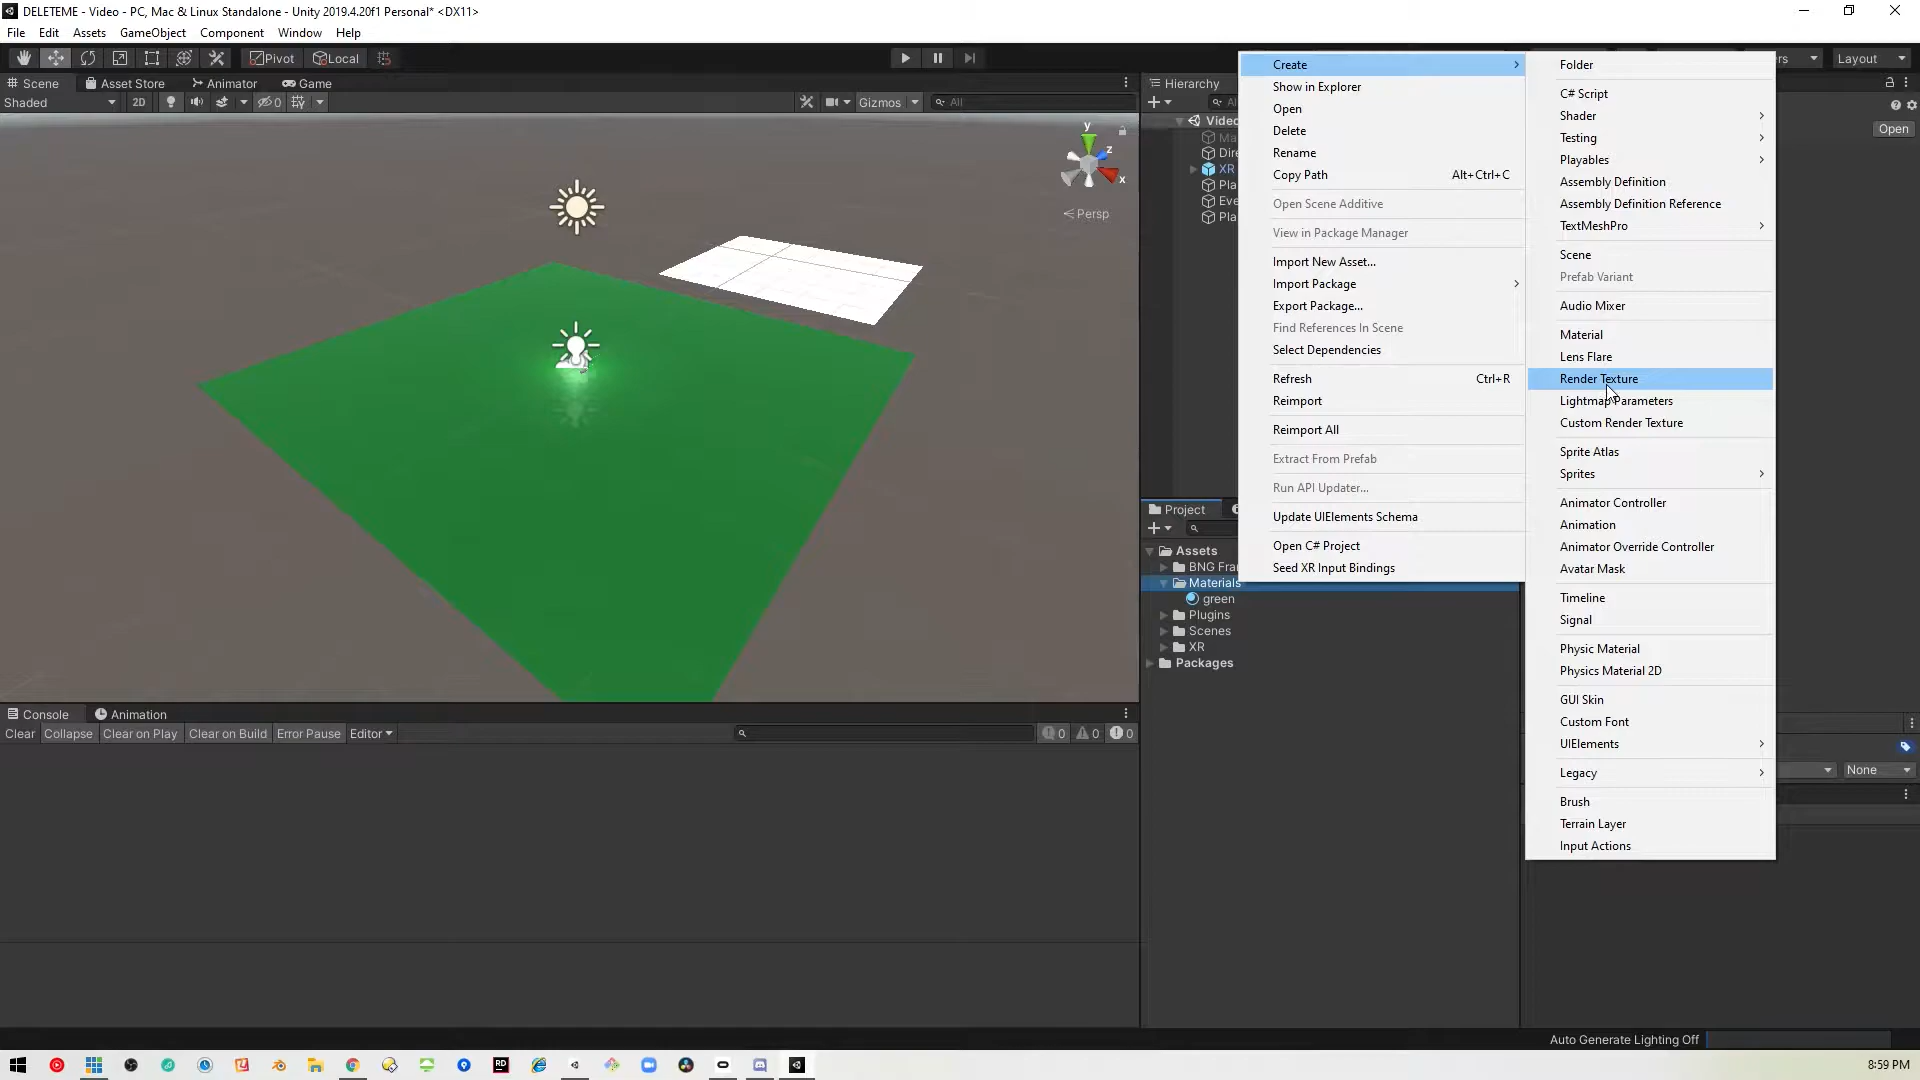 DELETEME - Video - PC, Mac & Linux Standalone - Unity 2019.4.20f1 Personal* <DX11>
File Edit Assets GameObject Component Window Help
Pivot Local Layout
Scene Asset Store Animator Game
Shaded 2D 0 Gizmos All
Persp
y
z
x
Hierarchy
Video
XR
Open
Create
Show in Explorer
Open
Delete
Rename
Copy Path Alt+Ctrl+C
Open Scene Additive
View in Package Manager
Import New Asset...
Import Package
Export Package...
Find References In Scene
Select Dependencies
Refresh Ctrl+R
Reimport
Reimport All
Extract From Prefab
Run API Updater...
Update UIElements Schema
Open C# Project
Seed XR Input Bindings
Folder
C# Script
Shader
Testing
Playables
Assembly Definition
Assembly Definition Reference
TextMeshPro
Scene
Prefab Variant
Audio Mixer
Material
Lens Flare
Render Texture
Lightmap Parameters
Custom Render Texture
Sprite Atlas
Sprites
Animator Controller
Animation
Animator Override Controller
Avatar Mask
Timeline
Signal
Physic Material
Physics Material 2D
GUI Skin
Custom Font
UIElements
Legacy
Brush
Terrain Layer
Input Actions
Project
Assets
BNG Fra
Materials
green
Plugins
Scenes
XR
Packages
None
Console Animation
Clear Collapse Clear on Play Clear on Build Error Pause Editor 0 0 0
Auto Generate Lighting Off
8:59 PM